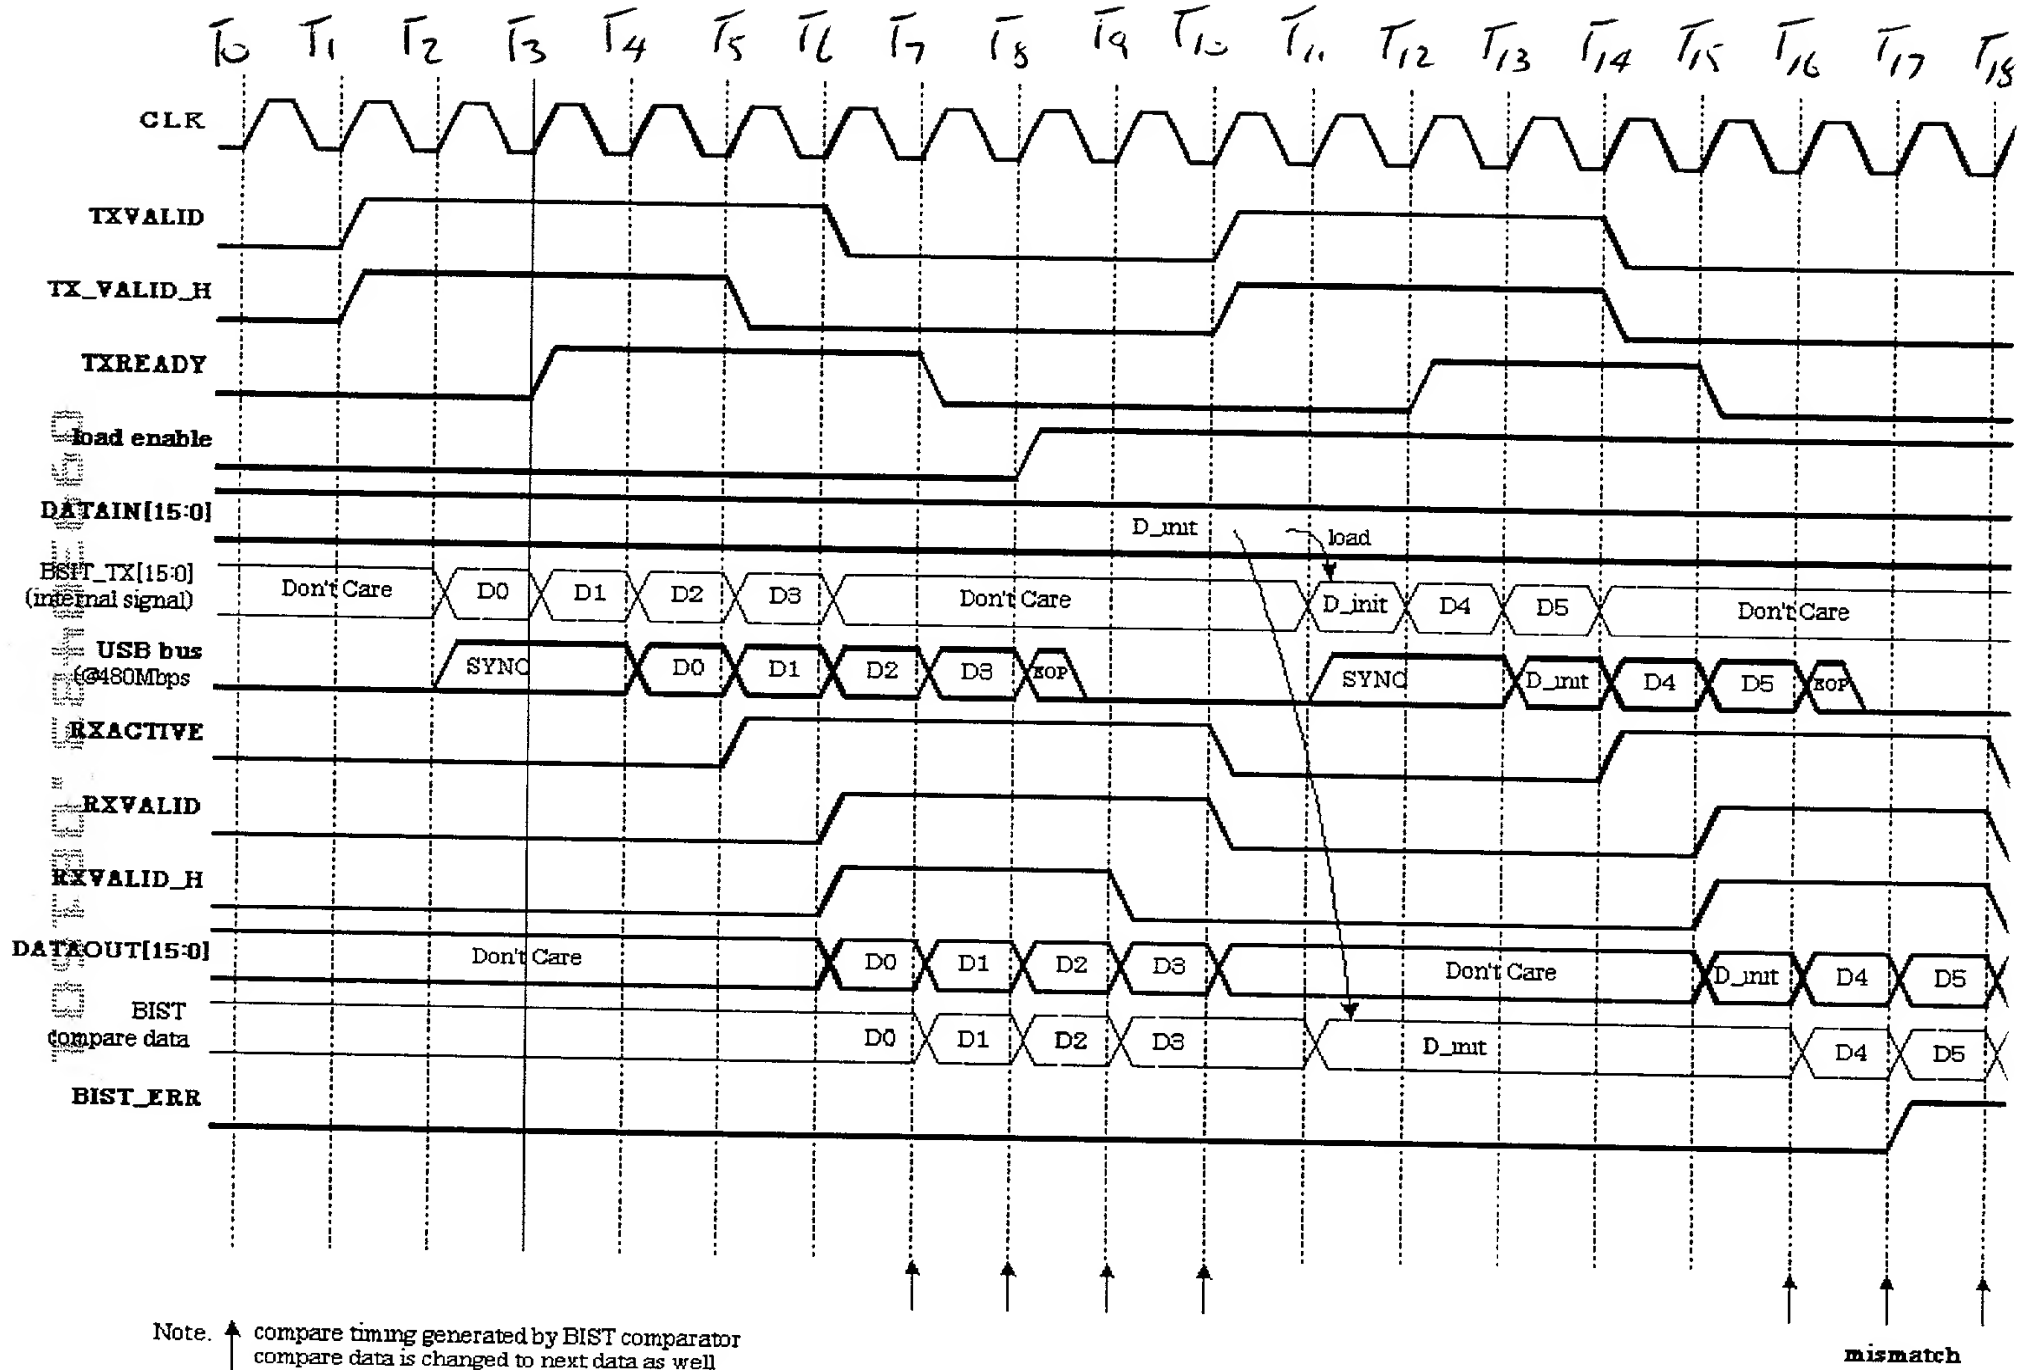 T0 T1 T2 T3 T4 T5 T6 T7 T8 T9 T10 T11 T12 T13 T14 T15 T16 T17 T18
CLK
TXVALID
TX_VALID_H
TXREADY
load enable
DATAIN[15:0] D_init load
BSIT_TX[15:0]
(internal signal) Don't Care D0 D1 D2 D3 Don't Care D_init D4 D5 Don't Care
USB bus
(@480Mbps SYNC D0 D1 D2 D3 EOP SYNC D_init D4 D5 EOP
RXACTIVE
RXVALID
RXVALID_H
DATAOUT[15:0] Don't Care D0 D1 D2 D3 Don't Care D_init D4 D5
BIST
compare data D0 D1 D2 D3 D_init D4 D5
BIST_ERR
Note. compare timing generated by BIST comparator
compare data is changed to next data as well
mismatch